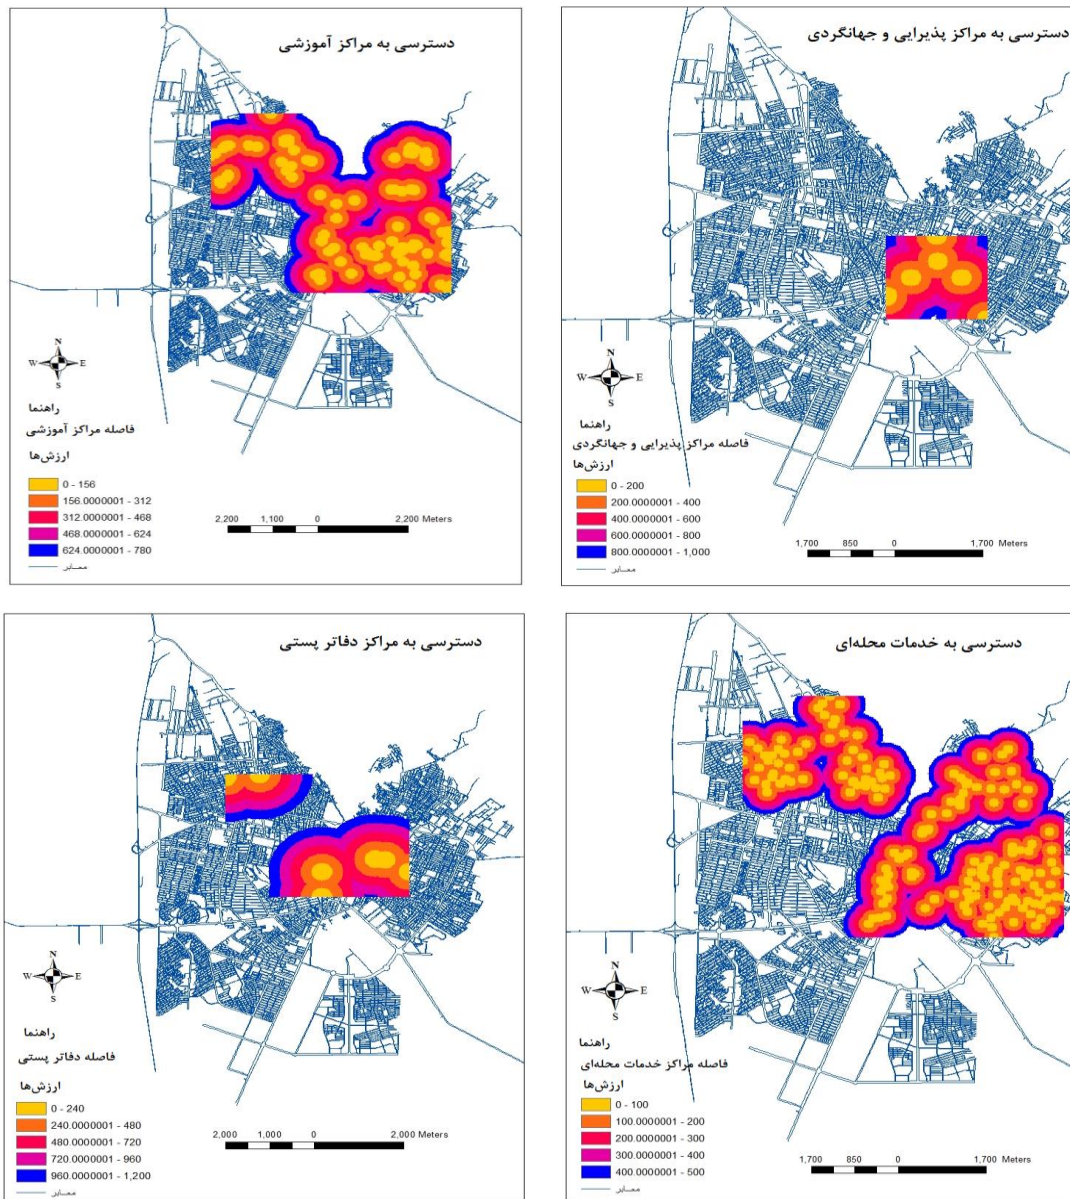 دسترسی به مراکز آموزشی
N
W E
S
راهنما
فاصله مراکز آموزشی
ارزش‌ها
0 - 156
156.0000001 - 312
312.0000001 - 468
468.0000001 - 624
624.0000001 - 780
معابر
2,200 1,100 0 2,200 Meters
دسترسی به مراکز پذیرایی و جهانگردی
N
W E
S
راهنما
فاصله مراکز پذیرایی و جهانگردی
ارزش‌ها
0 - 200
200.0000001 - 400
400.0000001 - 600
600.0000001 - 800
800.0000001 - 1,000
معابر
1,700 850 0 1,700 Meters
دسترسی به مراکز دفاتر پستی
N
W E
S
راهنما
فاصله دفاتر پستی
ارزش‌ها
0 - 240
240.0000001 - 480
480.0000001 - 720
720.0000001 - 960
960.0000001 - 1,200
معابر
2,000 1,000 0 2,000 Meters
دسترسی به خدمات محله‌ای
N
W E
S
راهنما
فاصله مراکز خدمات محله‌ای
ارزش‌ها
0 - 100
100.0000001 - 200
200.0000001 - 300
300.0000001 - 400
400.0000001 - 500
معابر
1,700 850 0 1,700 Meters